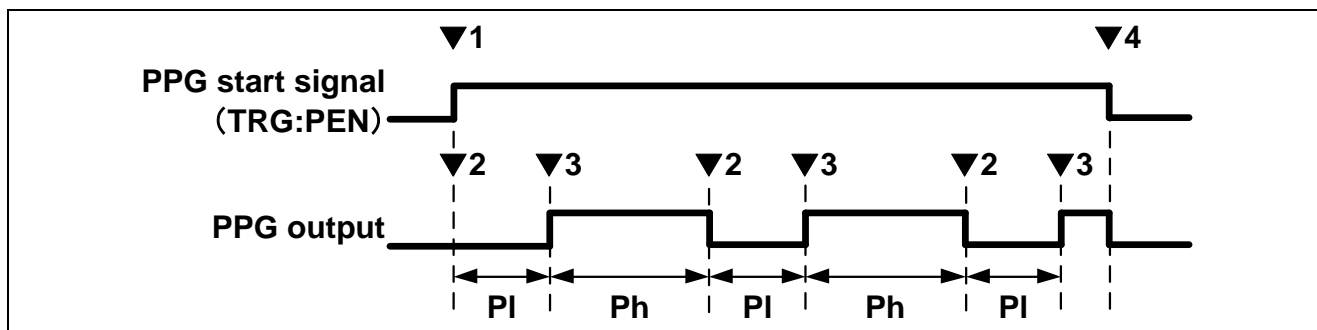 ▼1 ▼4
PPG start signal
（TRG:PEN）
▼2 ▼3 ▼2 ▼3 ▼2 ▼3
PPG output
Pl Ph Pl Ph Pl